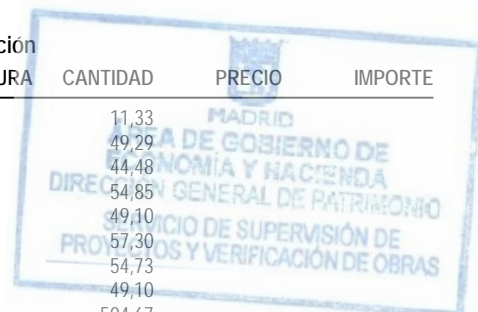 ción
URA CANTIDAD PRECIO IMPORTE
11,33
49,29
44,48
54,85
49,10
57,30
54,73
49,10
MADRID
ÁREA DE GOBIERNO DE
ECONOMÍA Y HACIENDA
DIRECCIÓN GENERAL DE PATRIMONIO
SERVICIO DE SUPERVISIÓN DE
PROYECTOS Y VERIFICACIÓN DE OBRAS